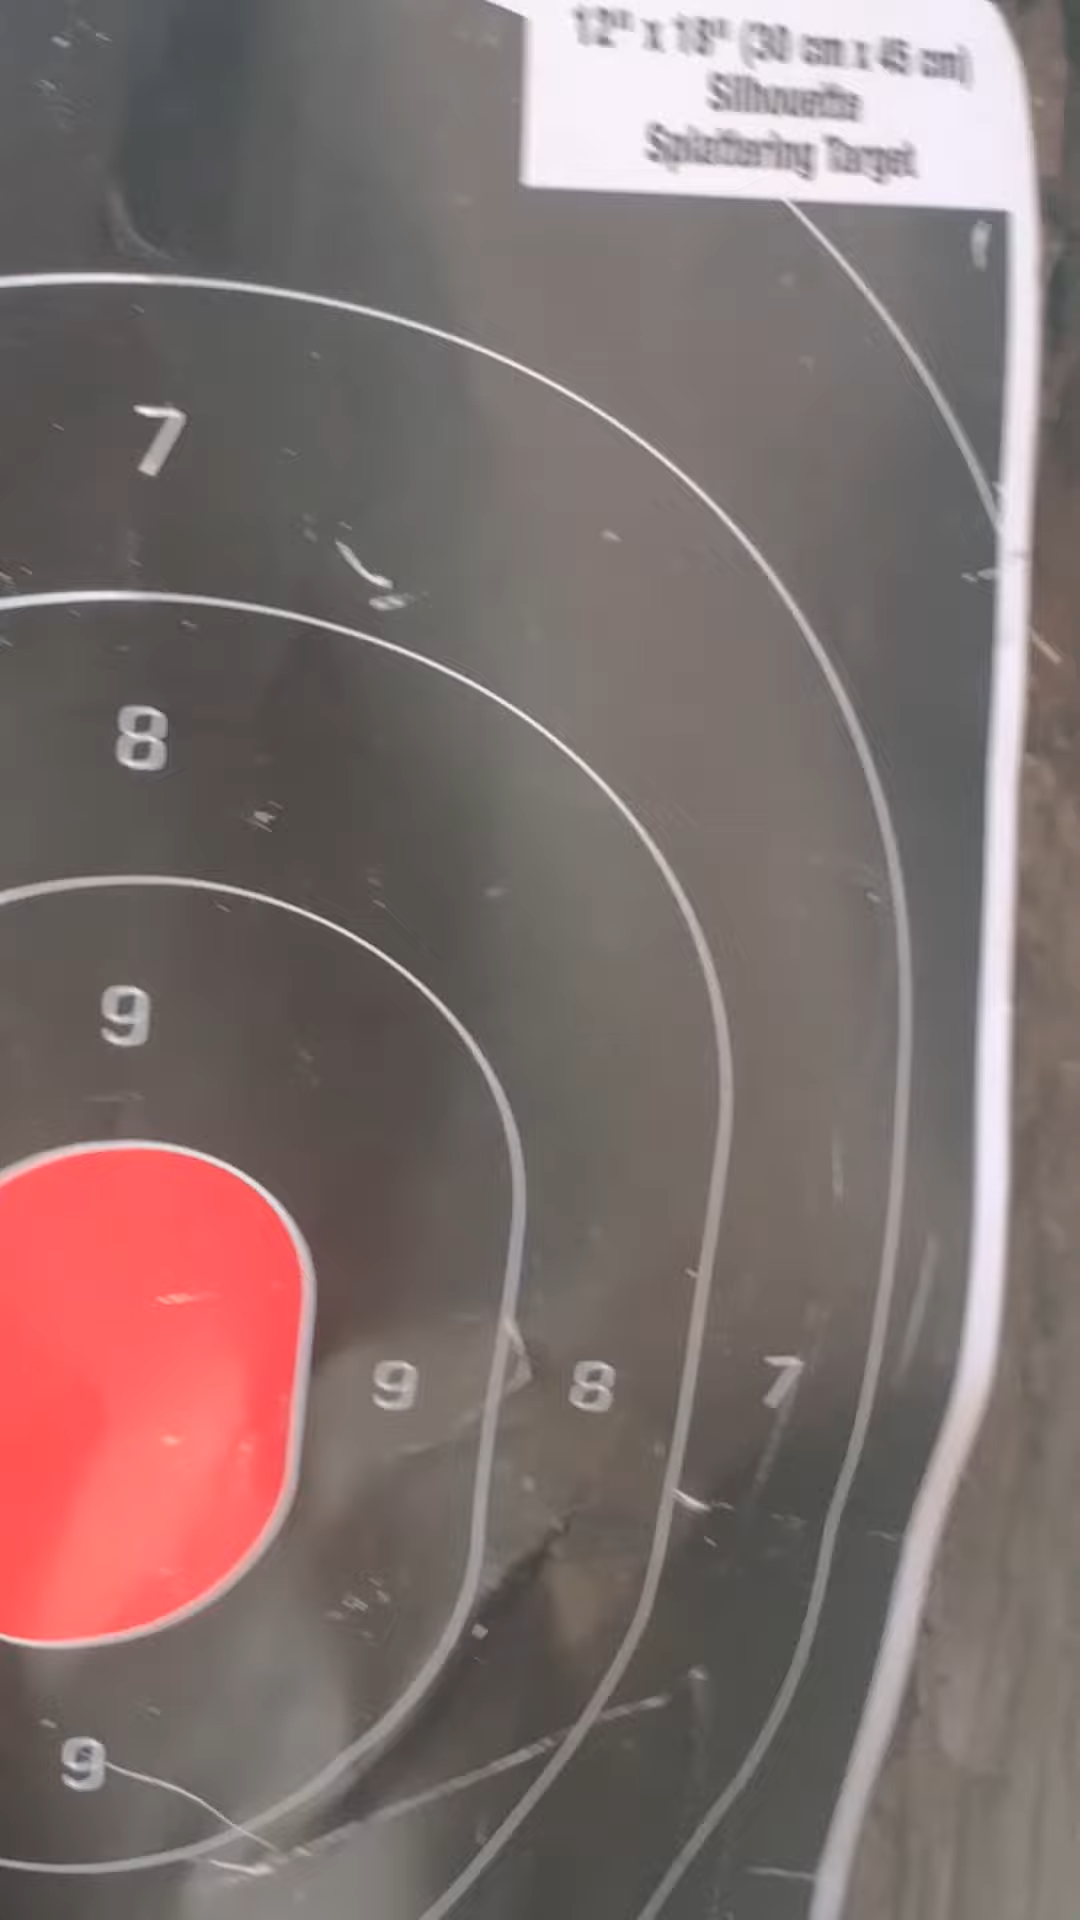 12" x 18" (30 cm x 45 cm)
Silhouette
Splattering Target
7
8
9
9 8 7
9